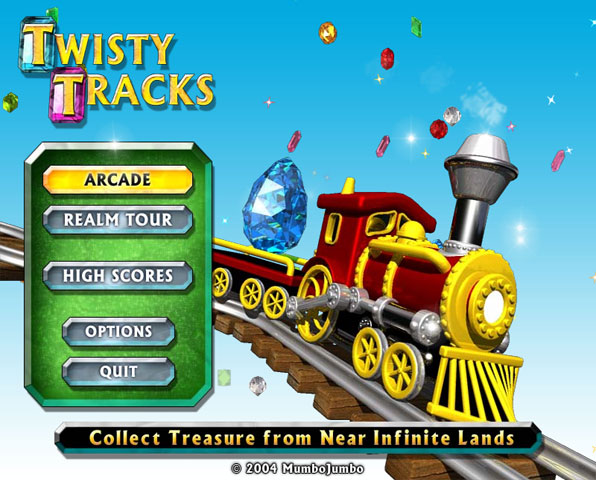 TWISTY
TRACKS
ARCADE
REALM TOUR
HIGH SCORES
OPTIONS
QUIT
Collect Treasure from Near Infinite Lands
© 2004 MumboJumbo